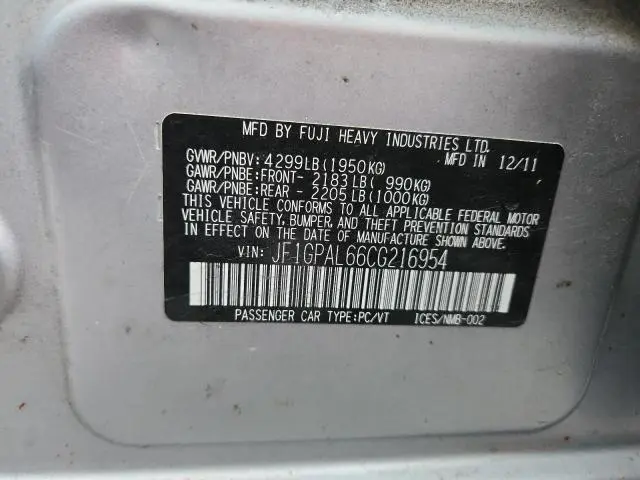 MFD BY FUJI HEAVY INDUSTRIES LTD.
GVWR/PNBV: 4299LB(1950KG) MFD IN 12/11
GAWR/PNBE:FRONT- 2183LB( 990KG)
GAWR/PNBE:REAR - 2205LB(1000KG)
THIS VEHICLE CONFORMS TO ALL APPLICABLE FEDERAL MOTOR
VEHICLE SAFETY, BUMPER, AND THEFT PREVENTION STANDARDS
IN EFFECT ON THE DATE OF MANUFACTURE SHOWN ABOVE.
VIN: JF1GPAL66CG216954
PASSENGER CAR TYPE:PC/VT ICES/NMB-002